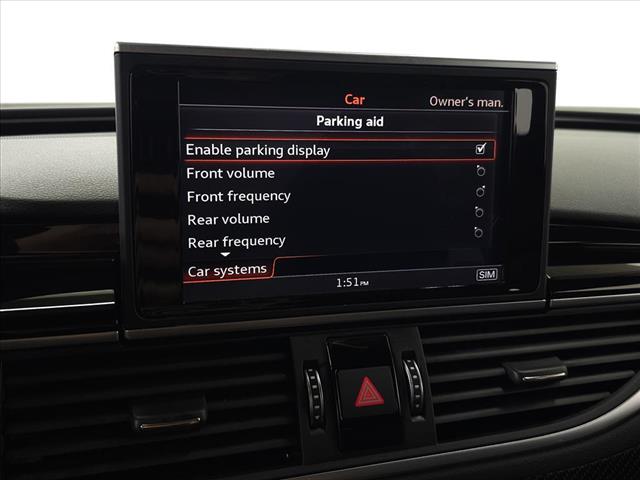 Car
Owner's man.
Parking aid
Enable parking display
Front volume
Front frequency
Rear volume
Rear frequency
Car systems
1:51PM
SIM